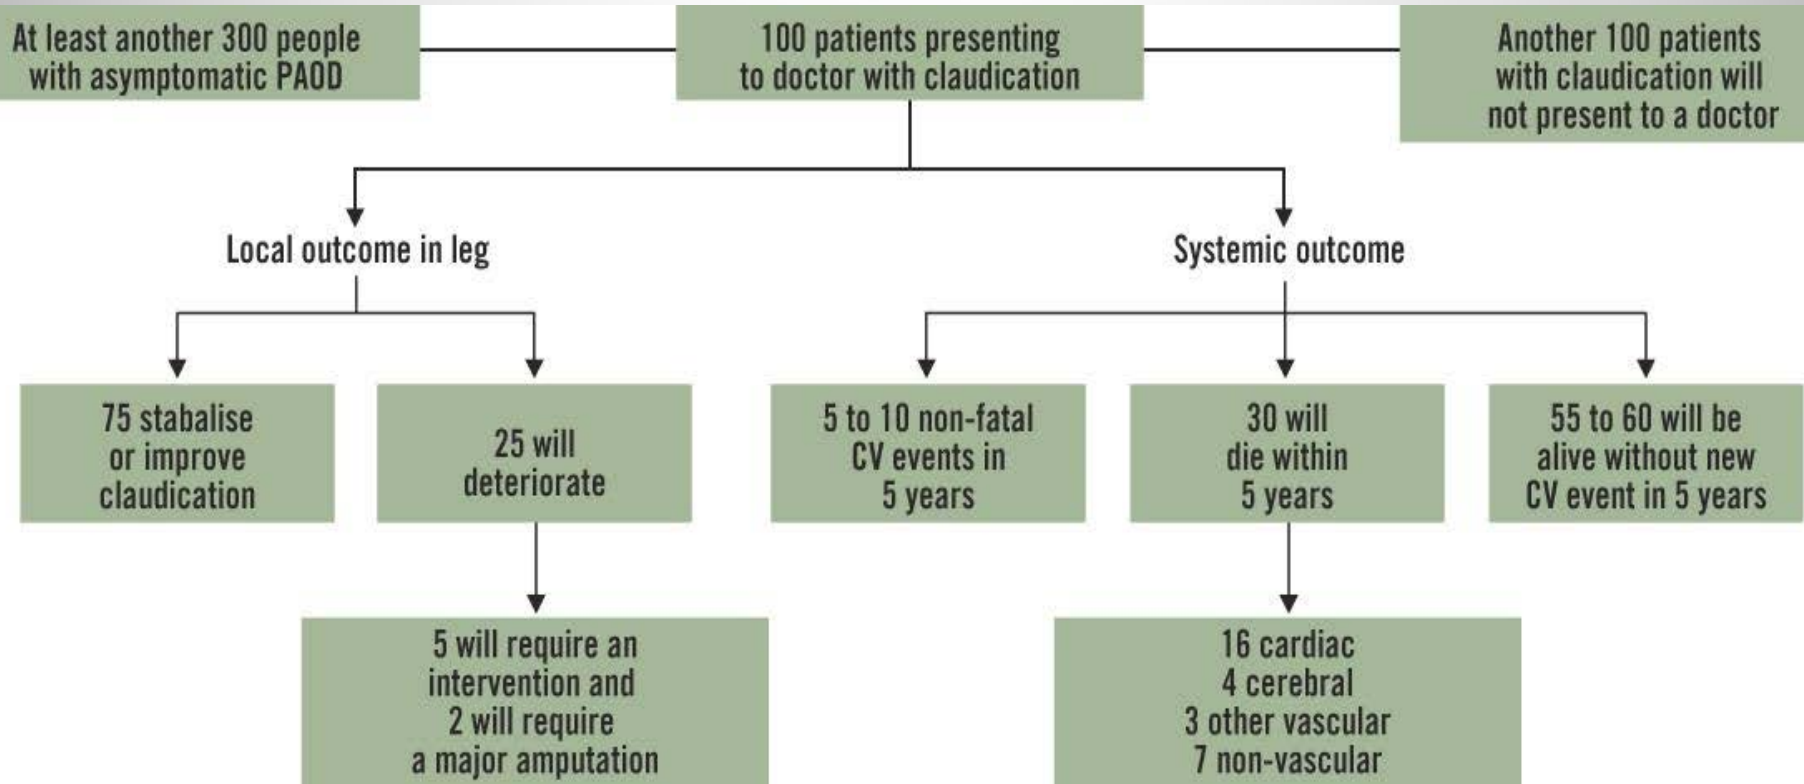 At least another 300 people
with asymptomatic PAOD
100 patients presenting
to doctor with claudication
Another 100 patients
with claudication will
not present to a doctor
Local outcome in leg
Systemic outcome
75 stabalise
or improve
claudication
25 will
deteriorate
5 to 10 non-fatal
CV events in
5 years
30 will
die within
5 years
55 to 60 will be
alive without new
CV event in 5 years
5 will require an
intervention and
2 will require
a major amputation
16 cardiac
4 cerebral
3 other vascular
7 non-vascular